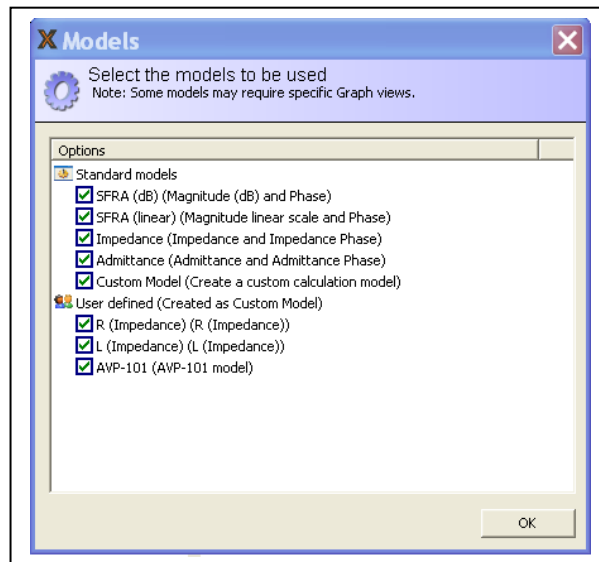 X Models
Select the models to be used
Note: Some models may require specific Graph views.
Options
Standard models
SFRA (dB) (Magnitude (dB) and Phase)
SFRA (linear) (Magnitude linear scale and Phase)
Impedance (Impedance and Impedance Phase)
Admittance (Admittance and Admittance Phase)
Custom Model (Create a custom calculation model)
User defined (Created as Custom Model)
R (Impedance) (R (Impedance))
L (Impedance) (L (Impedance))
AVP-101 (AVP-101 model)
OK